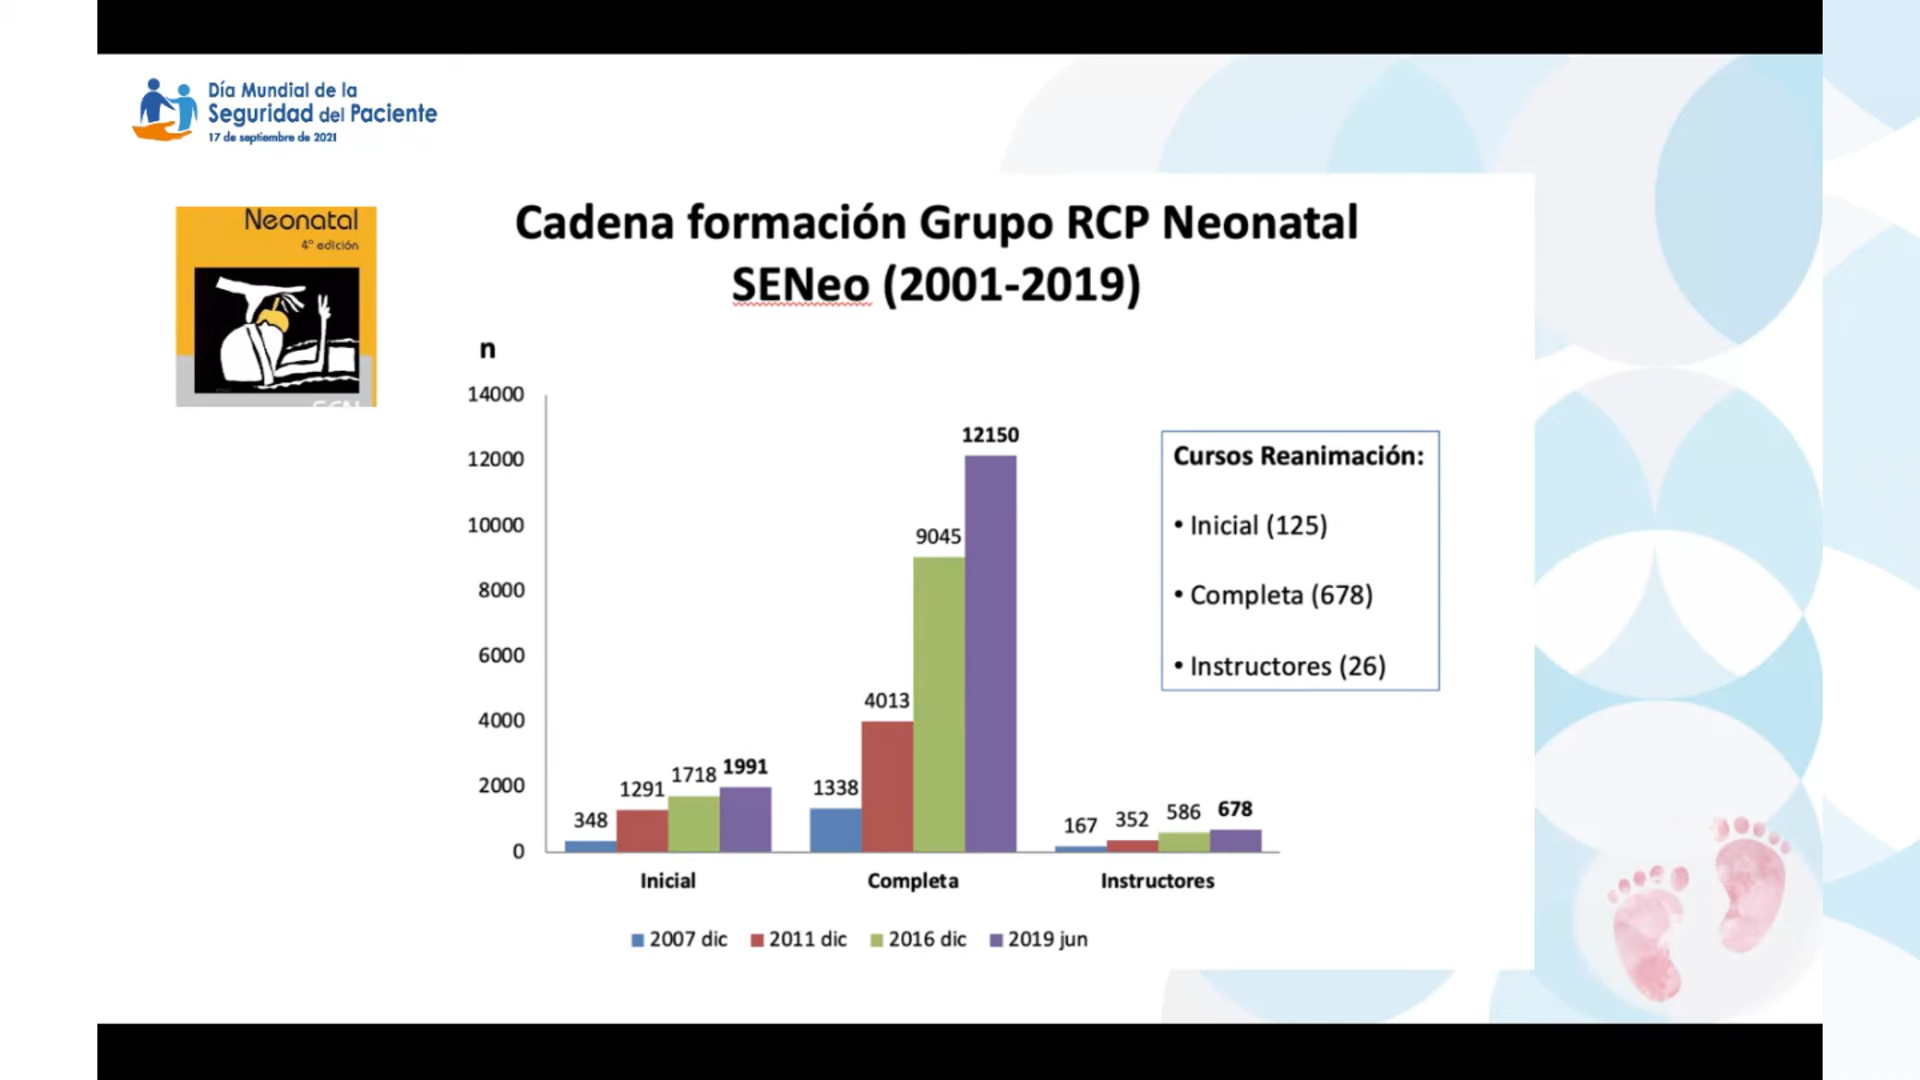 Día Mundial de la
Seguridad del Paciente
17 de septiembre de 2021
Neonatal
4ª edición
Cadena formación Grupo RCP Neonatal
SENeo (2001-2019)
n
14000
12000
10000
8000
6000
4000
2000
0
348
1291
1718
1991
1338
4013
9045
12150
167
352
586
678
Inicial
Completa
Instructores
2007 dic
2011 dic
2016 dic
2019 jun
Cursos Reanimación:
• Inicial (125)
• Completa (678)
• Instructores (26)